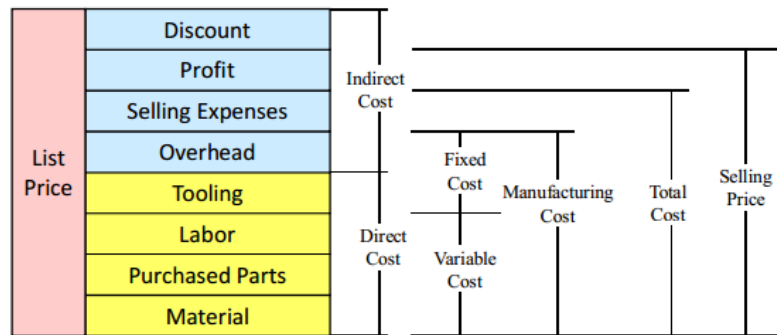 List
Price
Discount
Profit
Selling Expenses
Overhead
Tooling
Labor
Purchased Parts
Material
Indirect
Cost
Direct
Cost
Fixed
Cost
Variable
Cost
Manufacturing
Cost
Total
Cost
Selling
Price